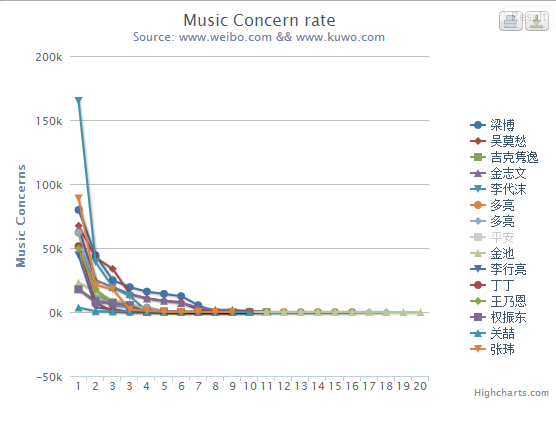 Music Concern rate
Source: www.weibo.com && www.kuwo.com
Result
Music Concerns
200k
150k
100k
50k
0k
−50k
1 2 3 4 5 6 7 8 9 10 11 12 13 14 15 16 17 18 19 20
梁博
吴莫愁
吉克隽逸
金志文
李代沫
多亮
多亮
平安
金池
李行亮
丁丁
王乃恩
权振东
关喆
张玮
Highcharts.com